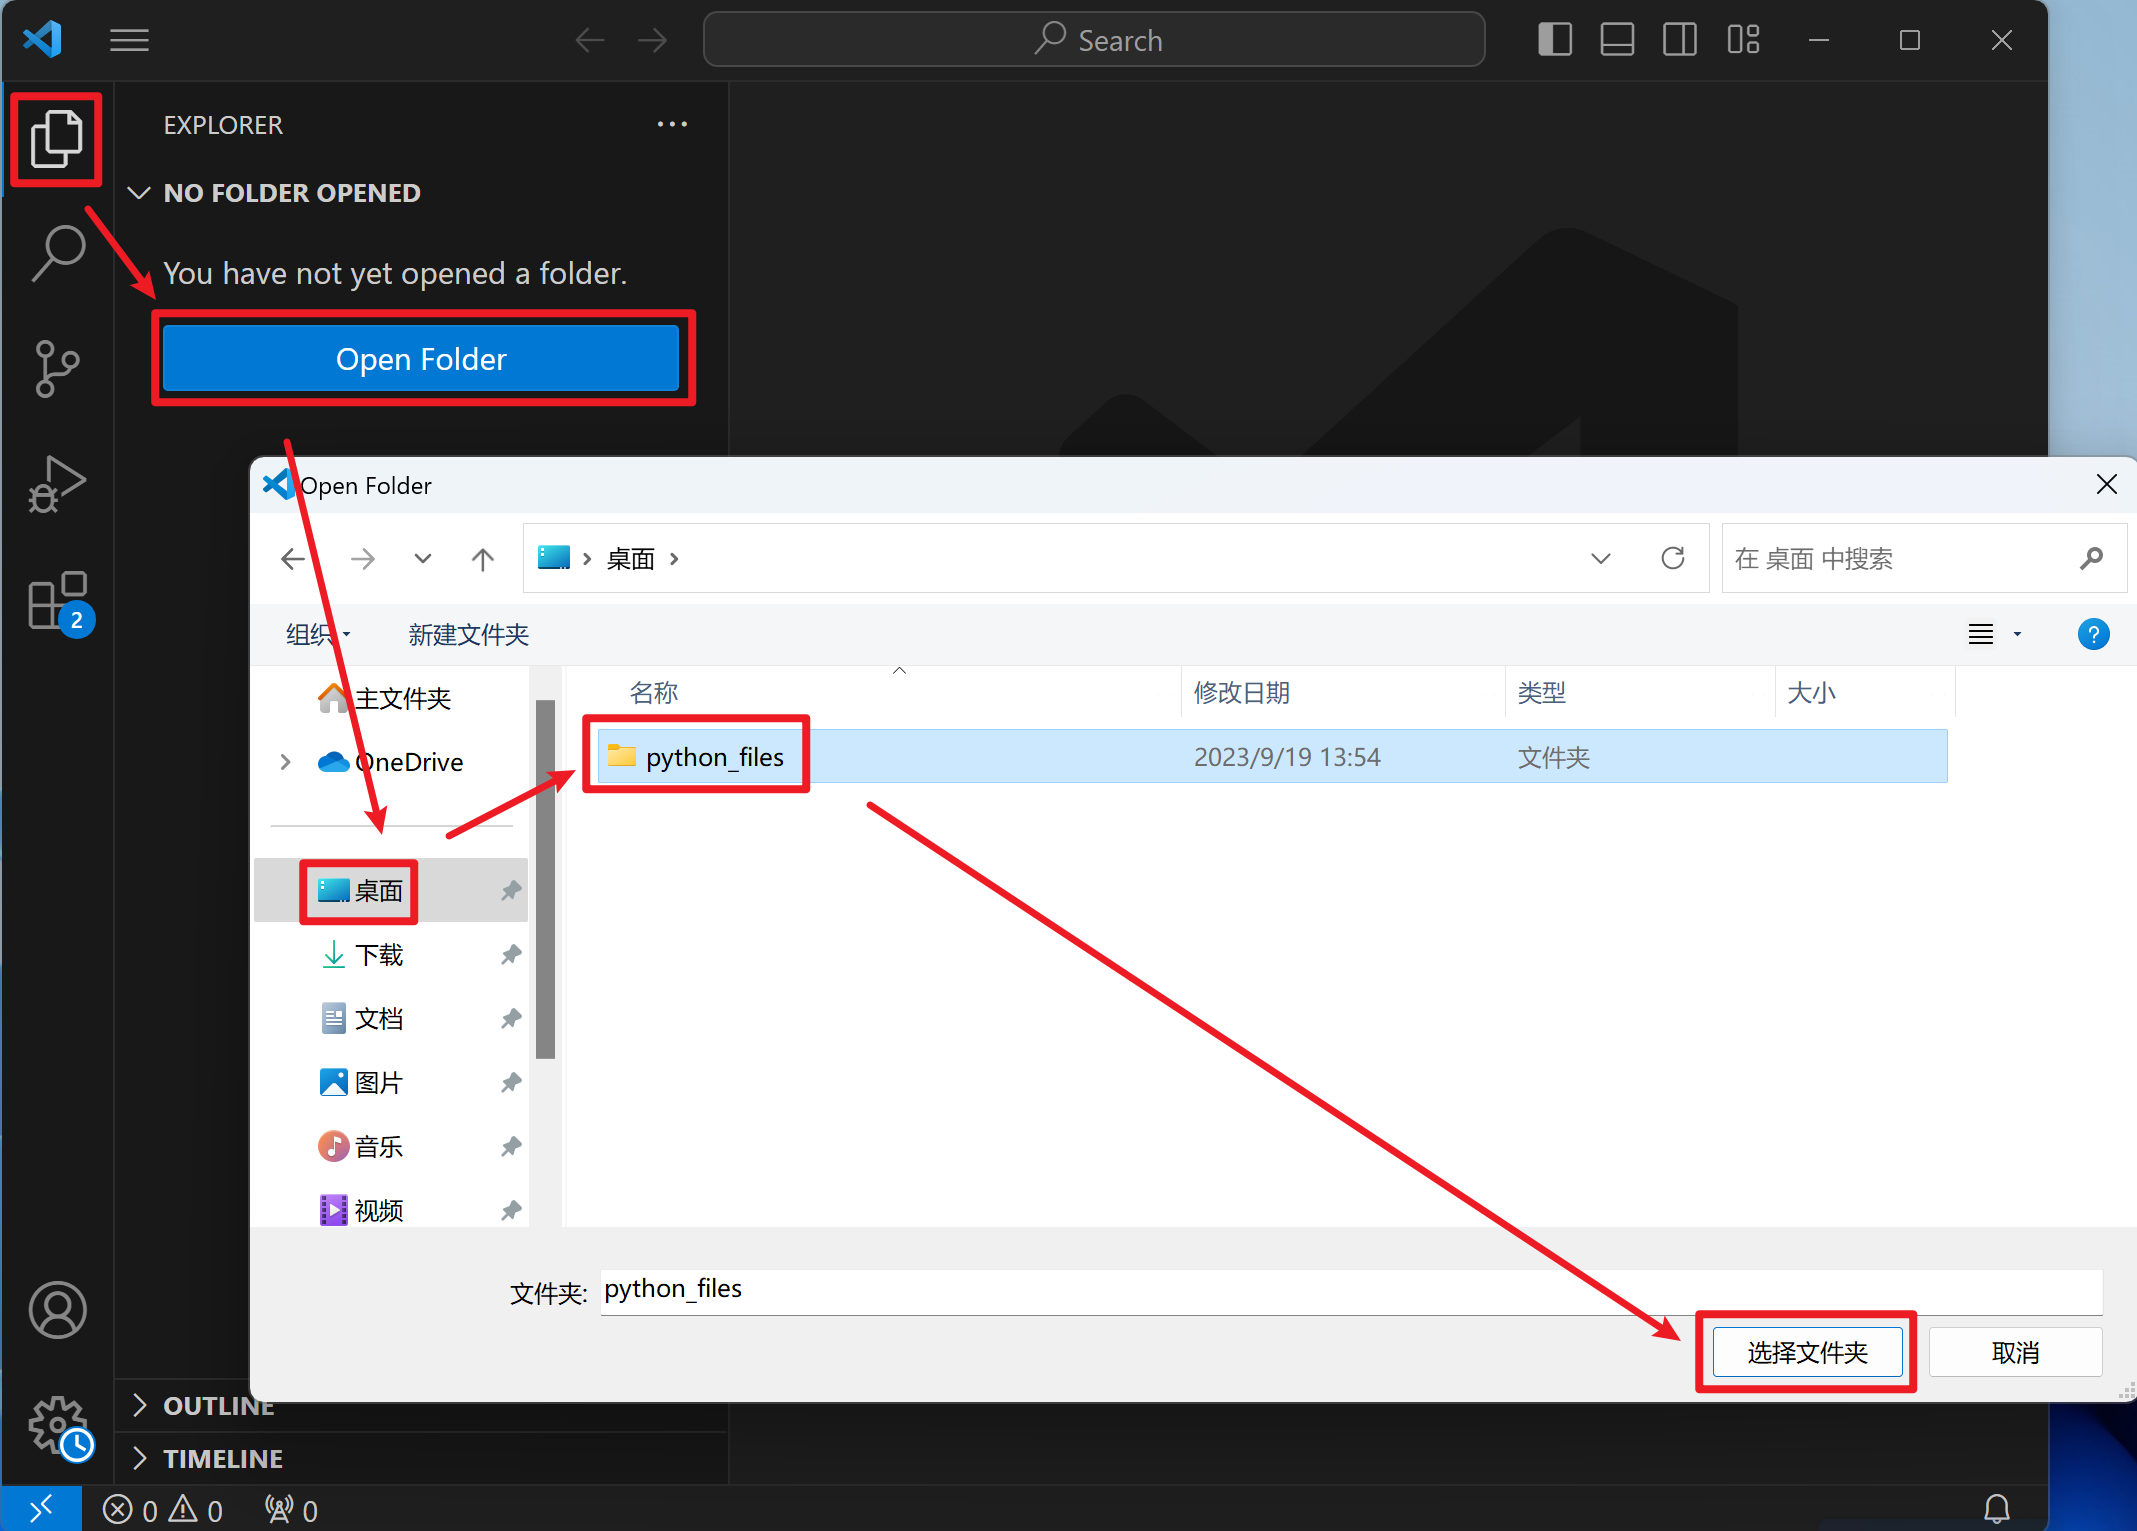 Search
EXPLORER
NO FOLDER OPENED
You have not yet opened a folder.
Open Folder
Open Folder
桌面
在 桌面 中搜索
组织
新建文件夹
2
名称
修改日期
类型
大小
主文件夹
OneDrive
python_files
2023/9/19 13:54
文件夹
桌面
下载
文档
图片
音乐
视频
文件夹:
python_files
选择文件夹
取消
OUTLINE
TIMELINE
0
0
0